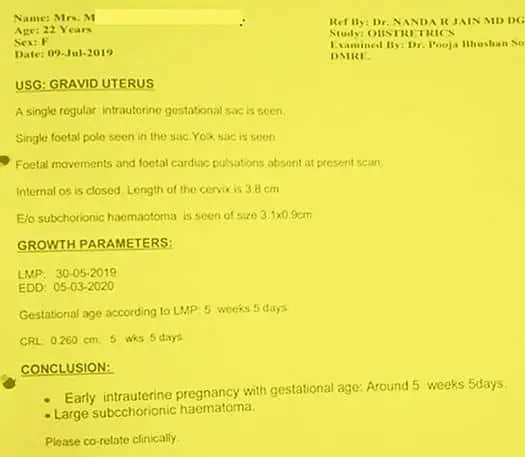 Name: Mrs. M
Age: 22 Years
Sex: F
Date: 09-Jul-2019
Ref By: Dr. NANDA R JAIN MD DG
Study: OBSTRETRICS
Examined By: Dr. Pooja Bhushan So
DMRE.
USG: GRAVID UTERUS
A single regular intrauterine gestational sac is seen.
Single foetal pole seen in the sac. Yolk sac is seen
Foetal movements and foetal cardiac pulsations absent at present scan.
Internal os is closed. Length of the cervix is 3.8 cm
E/o subchorionic haemaotoma is seen of size 3.1x0.9cm
GROWTH PARAMETERS:
LMP: 30-05-2019
EDD: 05-03-2020
Gestational age according to LMP: 5 weeks 5 days
CRL: 0.260 cm: 5 wks 5 days
CONCLUSION:
• Early intrauterine pregnancy with gestational age: Around 5 weeks 5days.
• Large subcchorionic haematoma.
Please co-relate clinically.